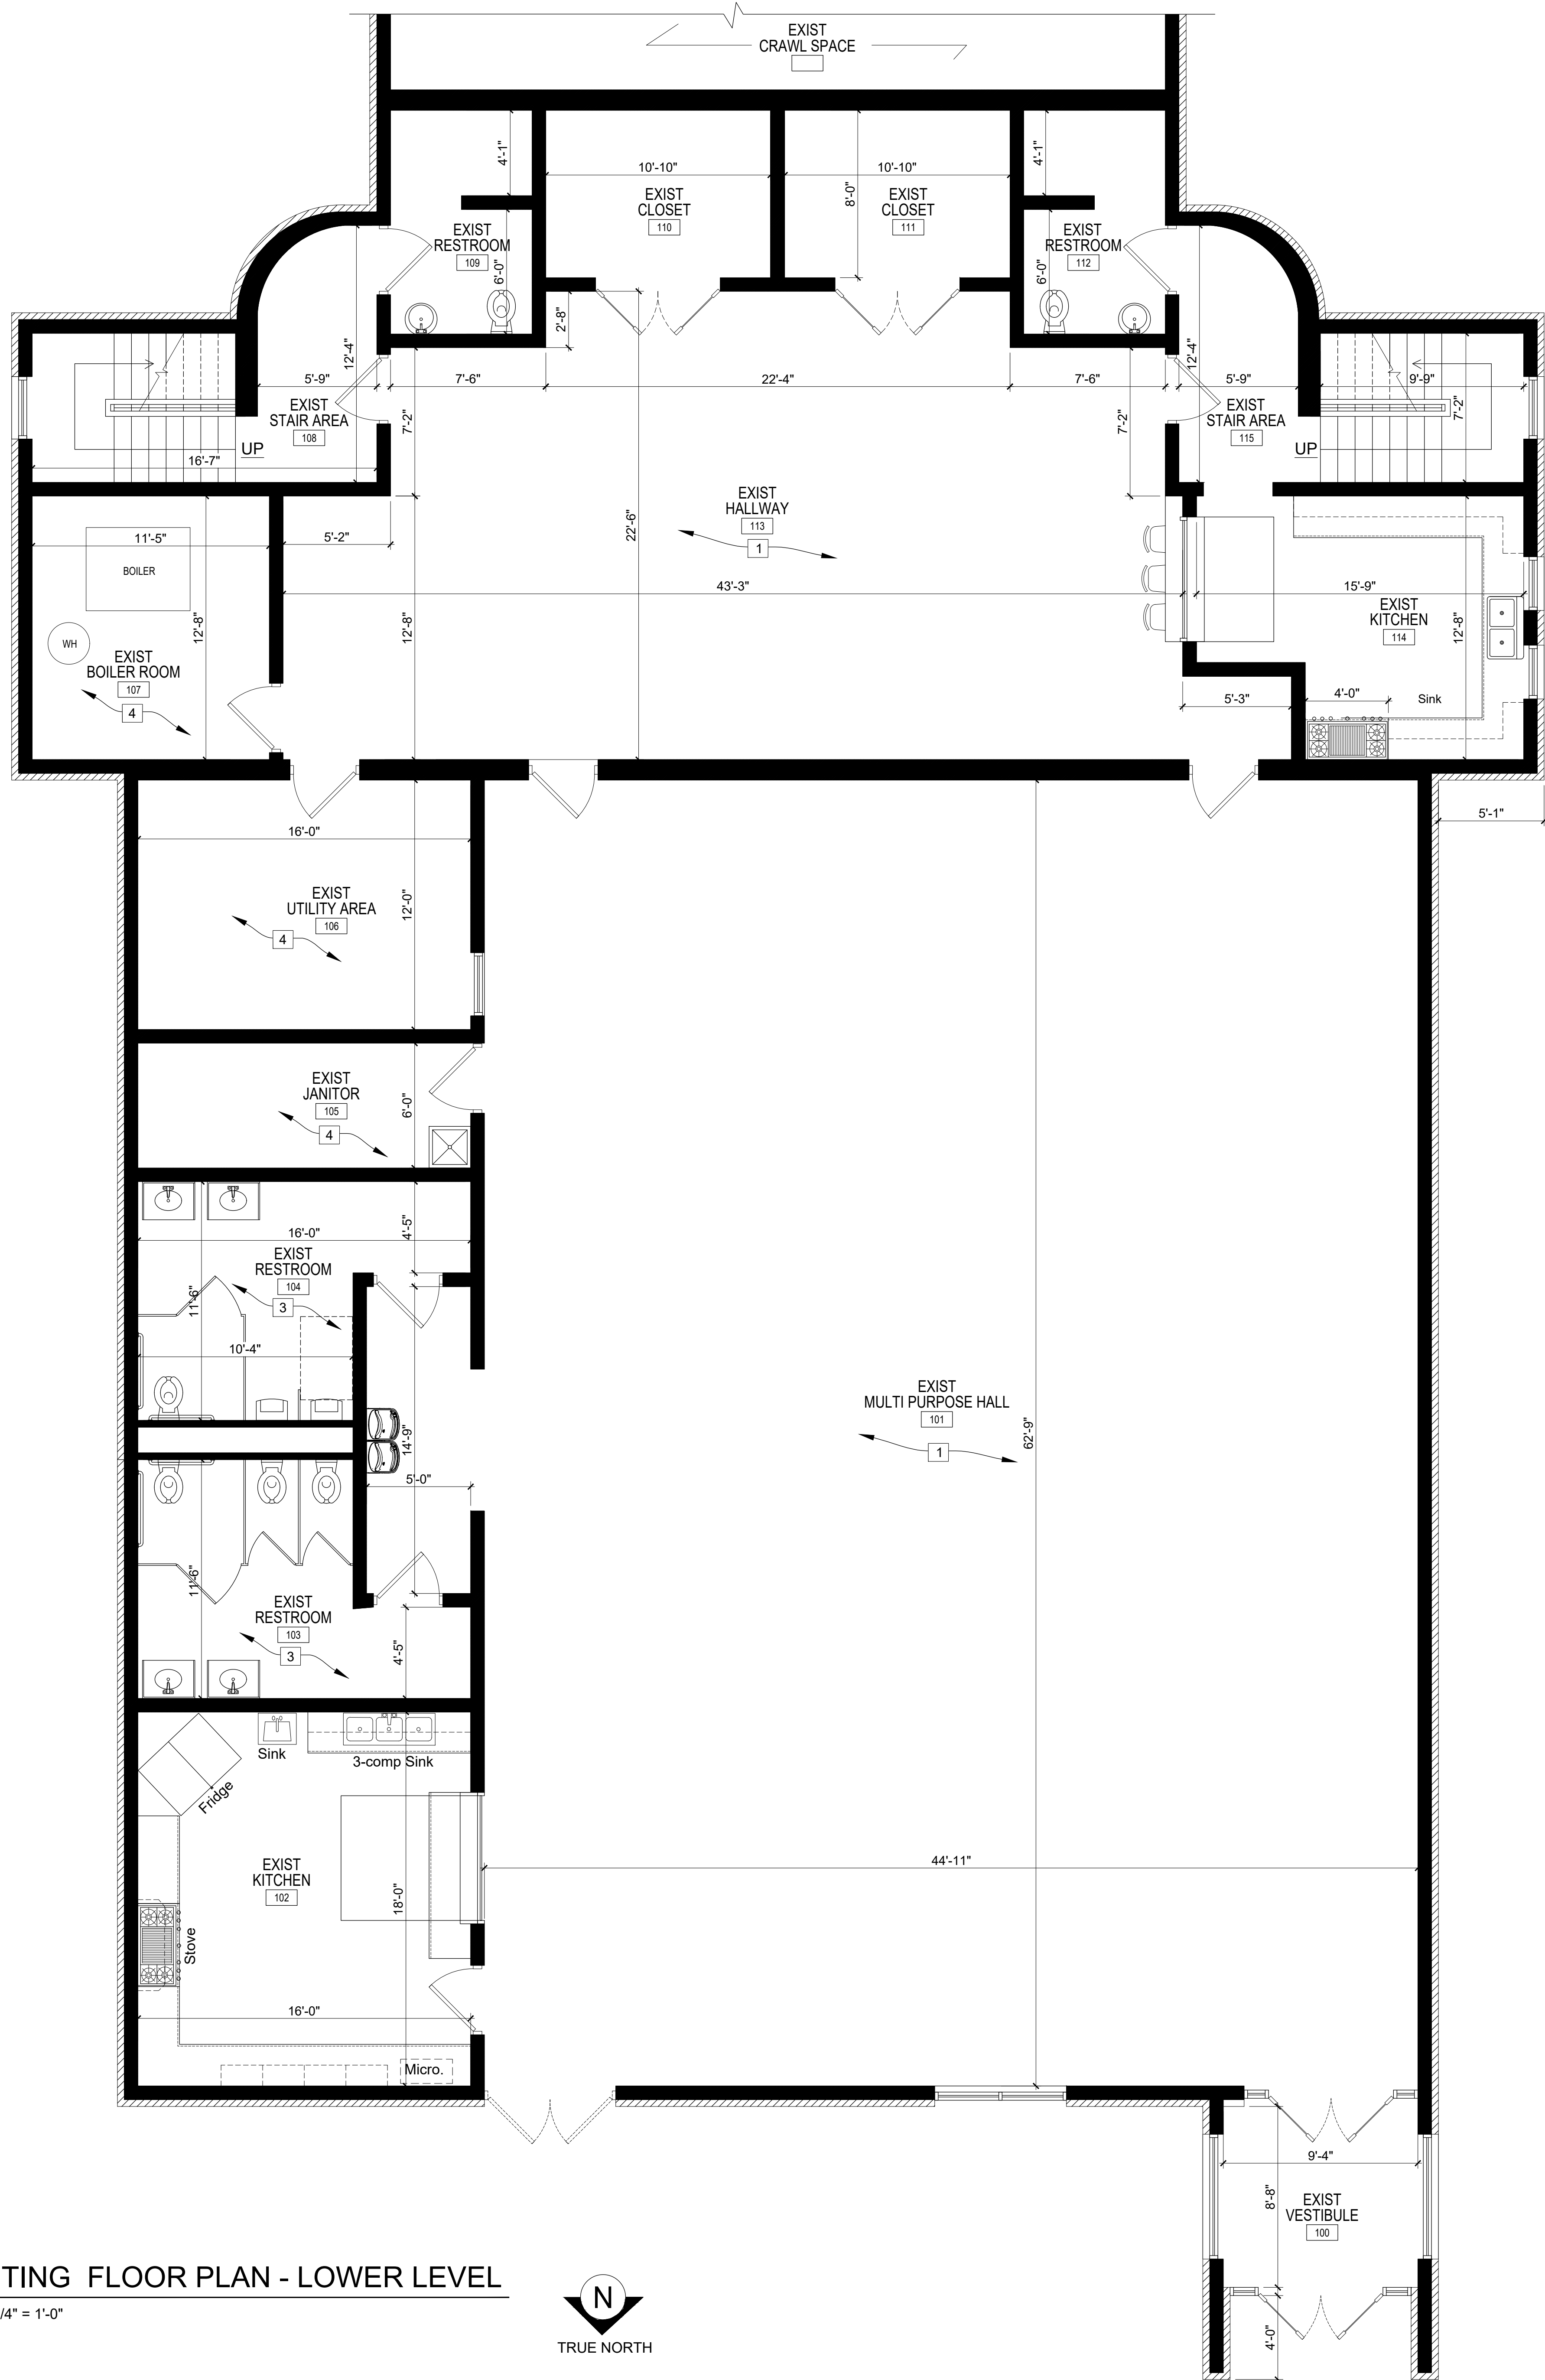 EXIST
CRAWL SPACE
4'-1"
10'-10"
10'-10"
4'-1"
8'-0"
EXIST
CLOSET
110
EXIST
CLOSET
111
EXIST
RESTROOM
109
EXIST
RESTROOM
112
6'-0"
6'-0"
2'-8"
12'-4"
12'-4"
5'-9"
7'-6"
22'-4"
7'-6"
5'-9"
9'-9"
EXIST
STAIR AREA
108
EXIST
STAIR AREA
115
7'-2"
7'-2"
7'-2"
UP
UP
16'-7"
EXIST
HALLWAY
113
1
22'-6"
11'-5"
5'-2"
BOILER
43'-3"
15'-9"
EXIST
KITCHEN
114
12'-8"
12'-8"
12'-8"
WH
EXIST
BOILER ROOM
107
4
5'-3"
4'-0"
Sink
5'-1"
16'-0"
EXIST
UTILITY AREA
106
4
12'-0"
EXIST
JANITOR
105
4
6'-0"
16'-0"
4'-5"
EXIST
RESTROOM
104
3
11'-6"
10'-4"
EXIST
MULTI PURPOSE HALL
101
1
62'-9"
14'-9"
5'-0"
11'-6"
EXIST
RESTROOM
103
3
4'-5"
Sink
3-comp Sink
Fridge
EXIST
KITCHEN
102
44'-11"
18'-0"
Stove
16'-0"
Micro.
9'-4"
8'-8"
EXIST
VESTIBULE
100
4'-0"
TING FLOOR PLAN - LOWER LEVEL
/4" = 1'-0"
N
TRUE NORTH